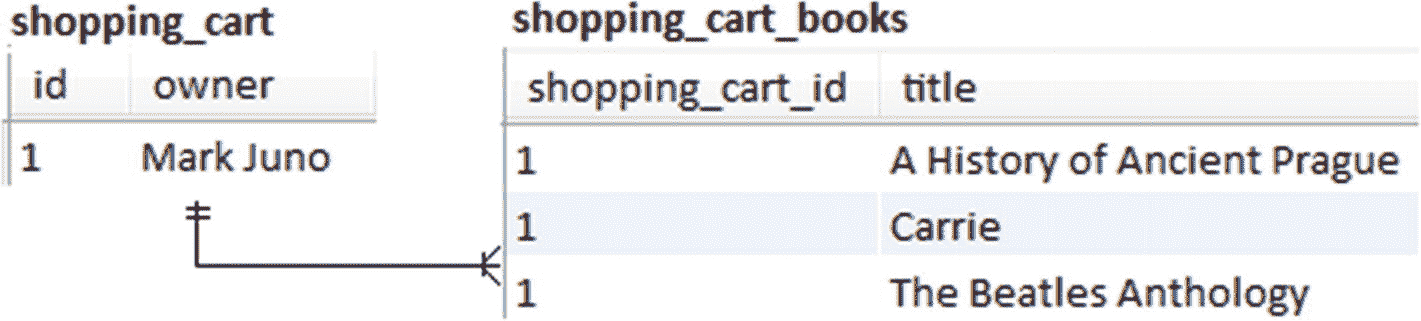 shopping_cart
id owner
1 Mark Juno
shopping_cart_books
shopping_cart_id title
1 A History of Ancient Prague
1 Carrie
1 The Beatles Anthology